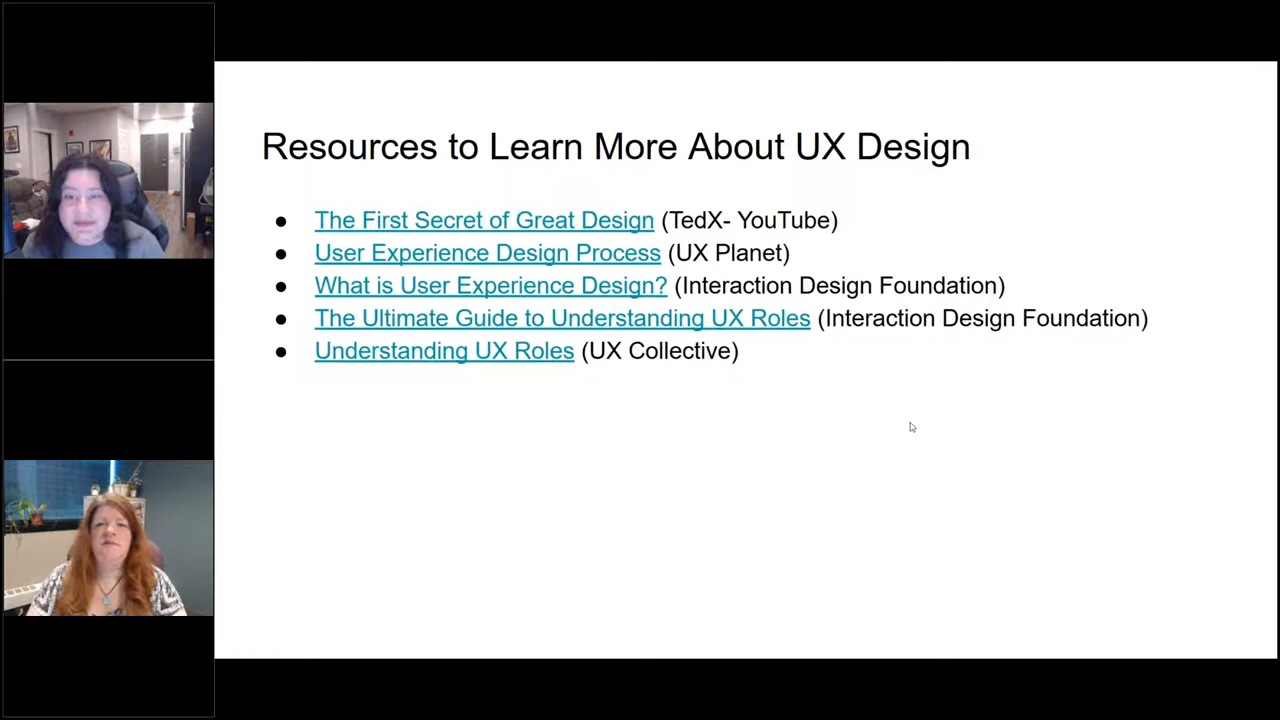 Resources to Learn More About UX Design
● The First Secret of Great Design (TedX- YouTube)
● User Experience Design Process (UX Planet)
● What is User Experience Design? (Interaction Design Foundation)
● The Ultimate Guide to Understanding UX Roles (Interaction Design Foundation)
● Understanding UX Roles (UX Collective)